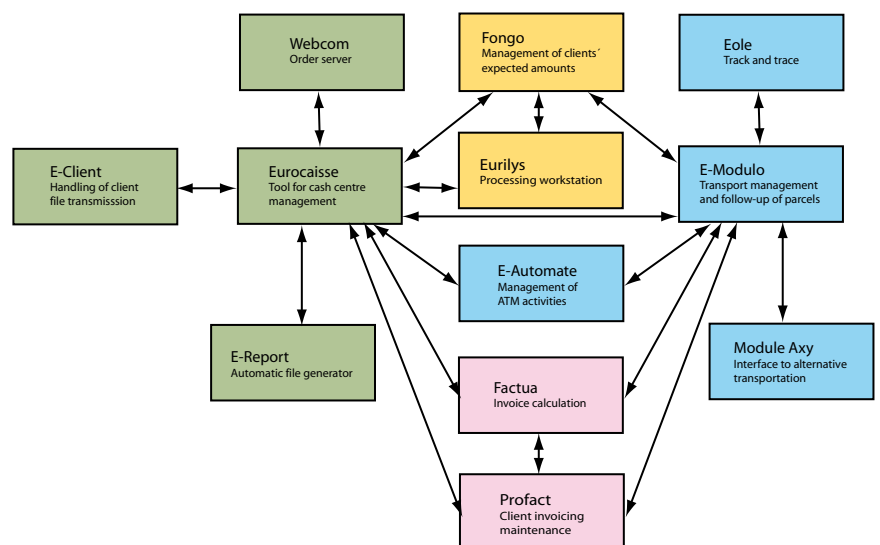 Webcom
Order server
Fongo
Management of clients´
expected amounts
Eole
Track and trace
E-Client
Handling of client
file transmisssion
Eurocaisse
Tool for cash centre
management
Eurilys
Processing workstation
E-Modulo
Transport management
and follow-up of parcels
E-Automate
Management of
ATM activities
E-Report
Automatic file generator
Factua
Invoice calculation
Module Axy
Interface to alternative
transportation
Profact
Client invoicing
maintenance